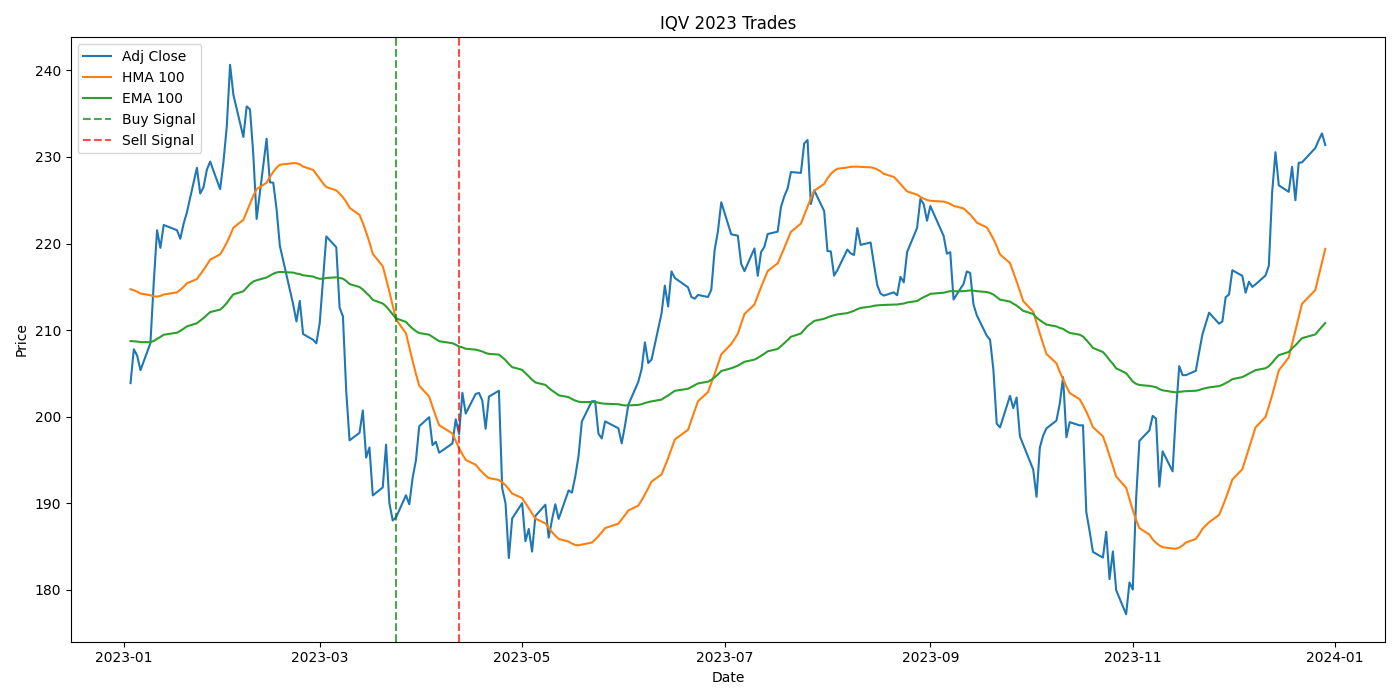 IQV 2023 Trades
Adj Close
HMA 100
EMA 100
Buy Signal
Sell Signal
Price
240
230
220
210
200
190
180
2023-01
2023-03
2023-05
2023-07
2023-09
2023-11
2024-01
Date